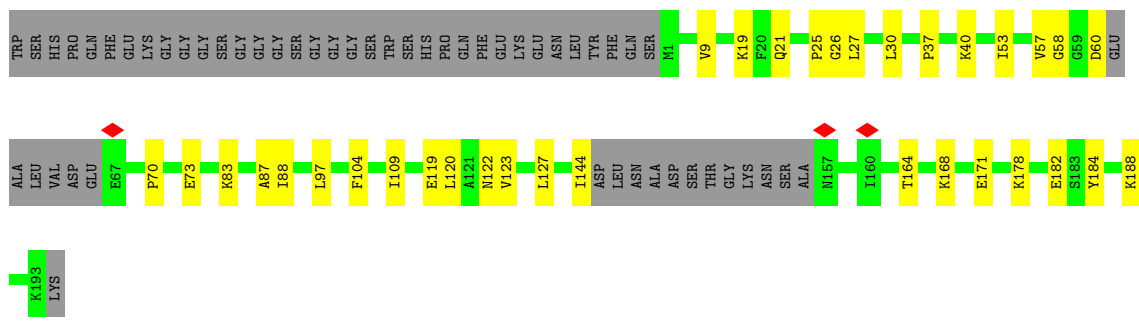 TRP SER HIS PRO GLN PHE GLU LYS GLY GLY GLY SER GLY GLY GLY SER GLY GLY GLY SER TRP SER HIS PRO GLN PHE GLU LYS GLU ASN LEU TYR PHE GLN SER M1 V9 K19 F20 Q21 P25 G26 L27 L30 P37 K40 I53 V57 G58 G59 D60 GLU
ALA LEU VAL ASP GLU E67 P70 E73 K83 A87 I88 L97 F104 I109 E119 L120 A121 N122 V123 L127 I144 ASP LEU ASN ALA ASP SER THR GLY LYS ASN SER ALA N157 I160 T164 K168 E171 K178 E182 S183 Y184 K188
K193 LYS